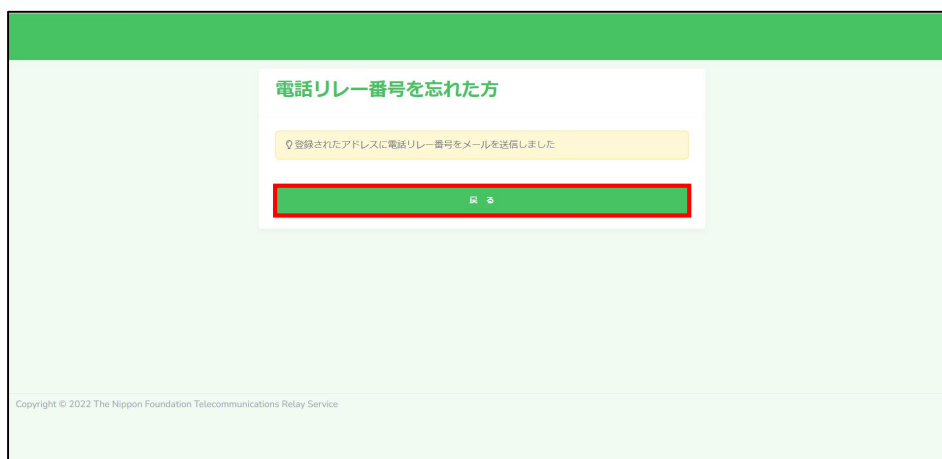 電話リレー番号を忘れた方
登録されたアドレスに電話リレー番号をメールを送信しました
戻 る
Copyright © 2022 The Nippon Foundation Telecommunications Relay Service